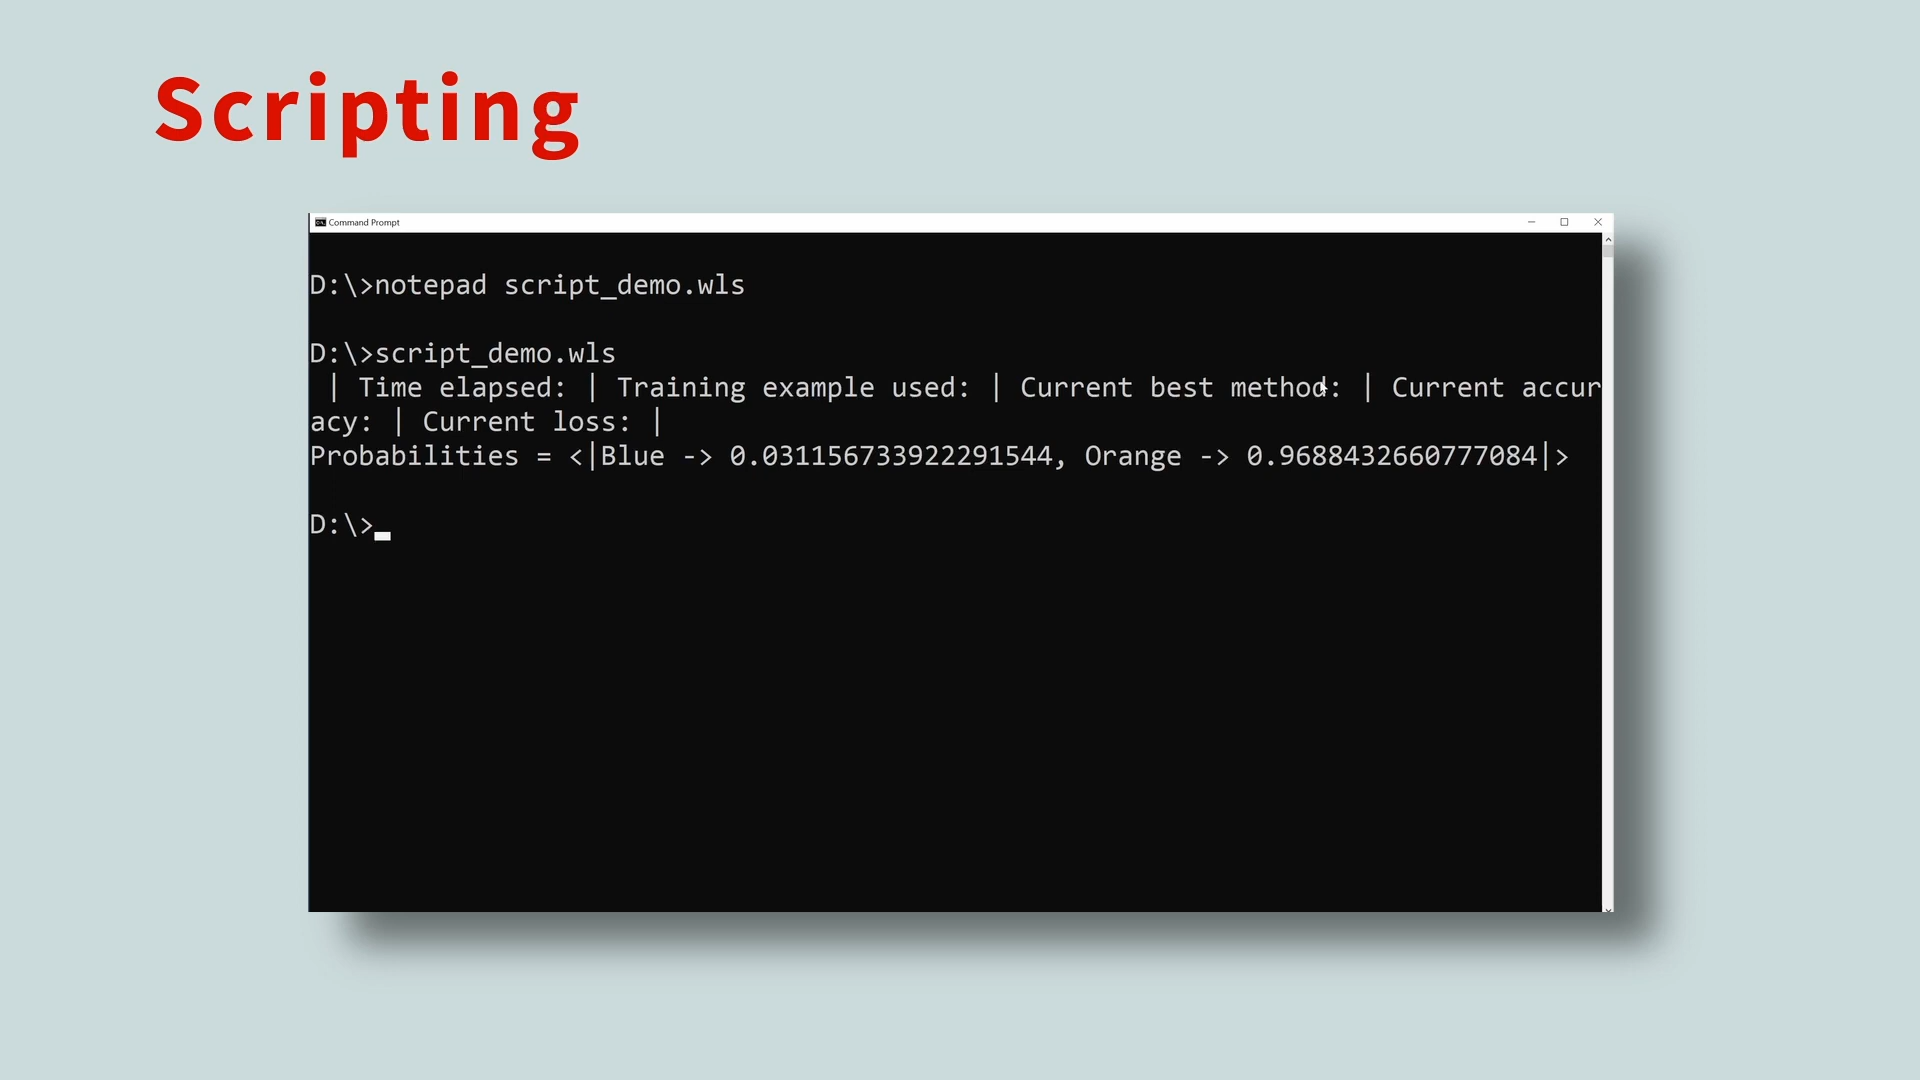 Scripting
Command Prompt
D:\>notepad script_demo.wls
D:\>script_demo.wls
| Time elapsed: | Training example used: | Current best method: | Current accur
acy: | Current loss: |
Probabilities = <|Blue -> 0.031156733922291544, Orange -> 0.9688432660777084|>
D:\>